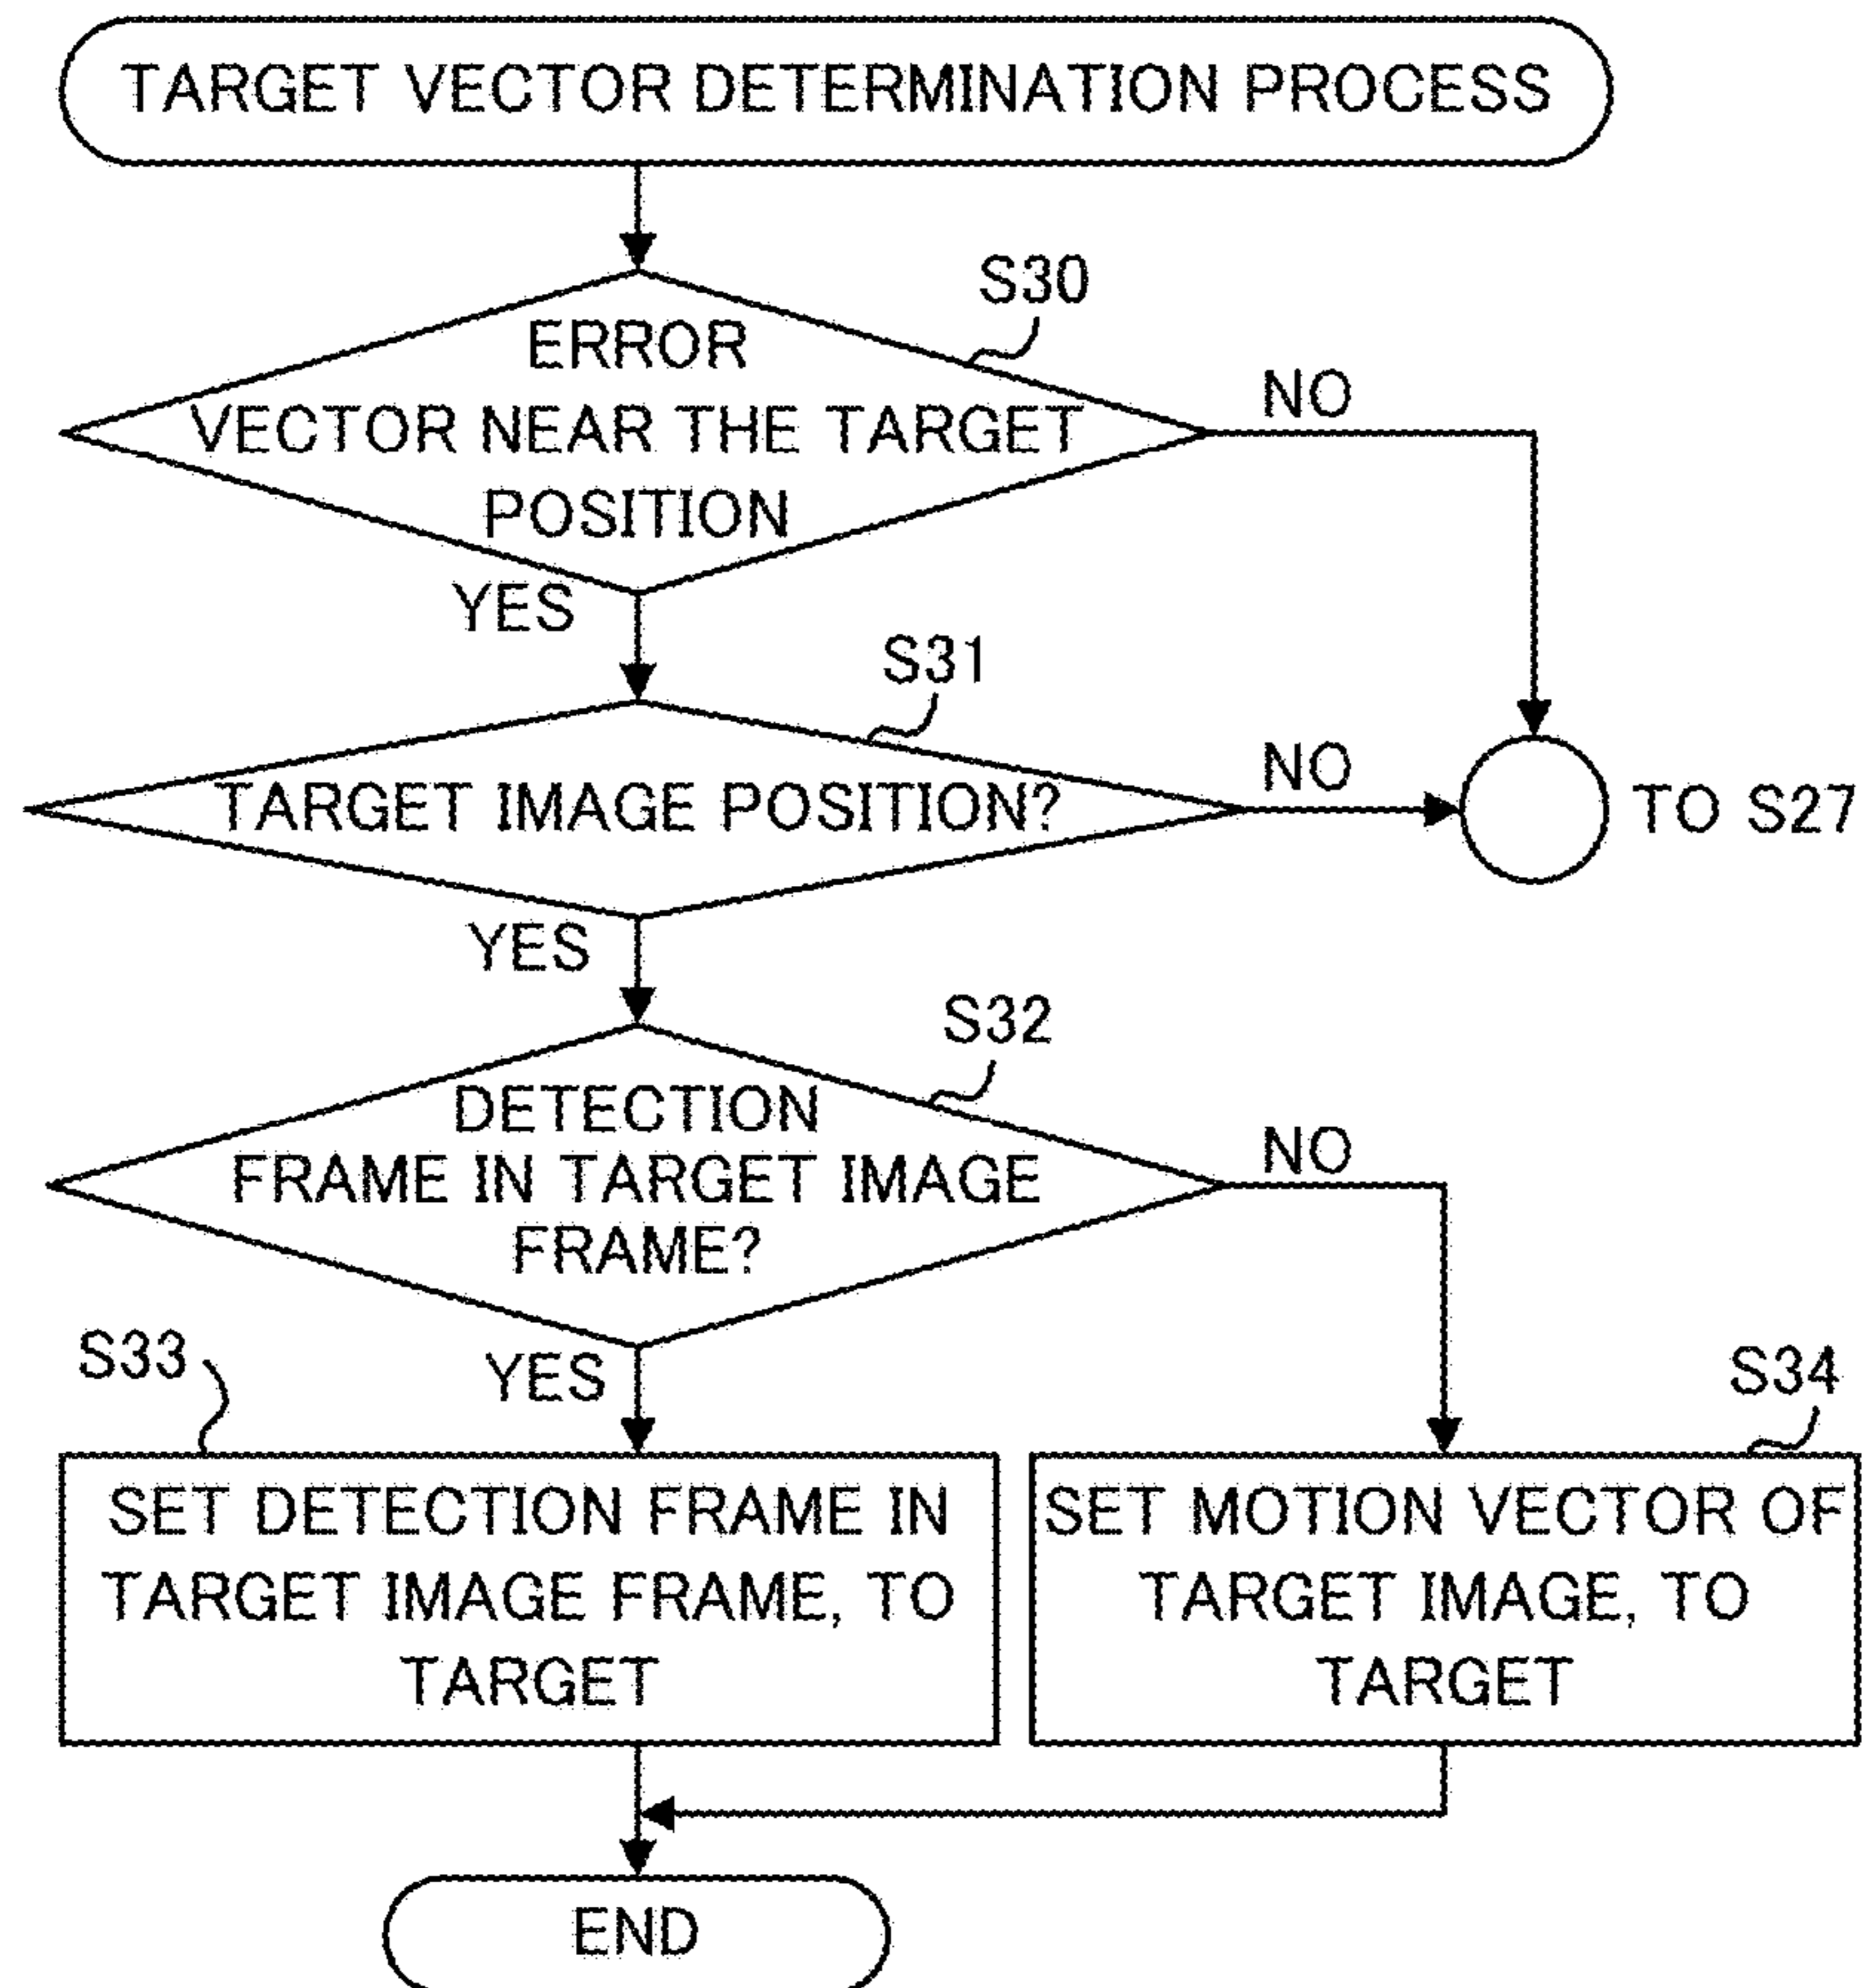 TARGET VECTOR DETERMINATION PROCESS
S30
ERROR
VECTOR NEAR THE TARGET
POSITION
NO
YES
S31
TARGET IMAGE POSITION?
NO
TO S27
YES
S32
DETECTION
FRAME IN TARGET IMAGE
FRAME?
NO
YES
S33
SET DETECTION FRAME IN
TARGET IMAGE FRAME, TO
TARGET
S34
SET MOTION VECTOR OF
TARGET IMAGE, TO
TARGET
END